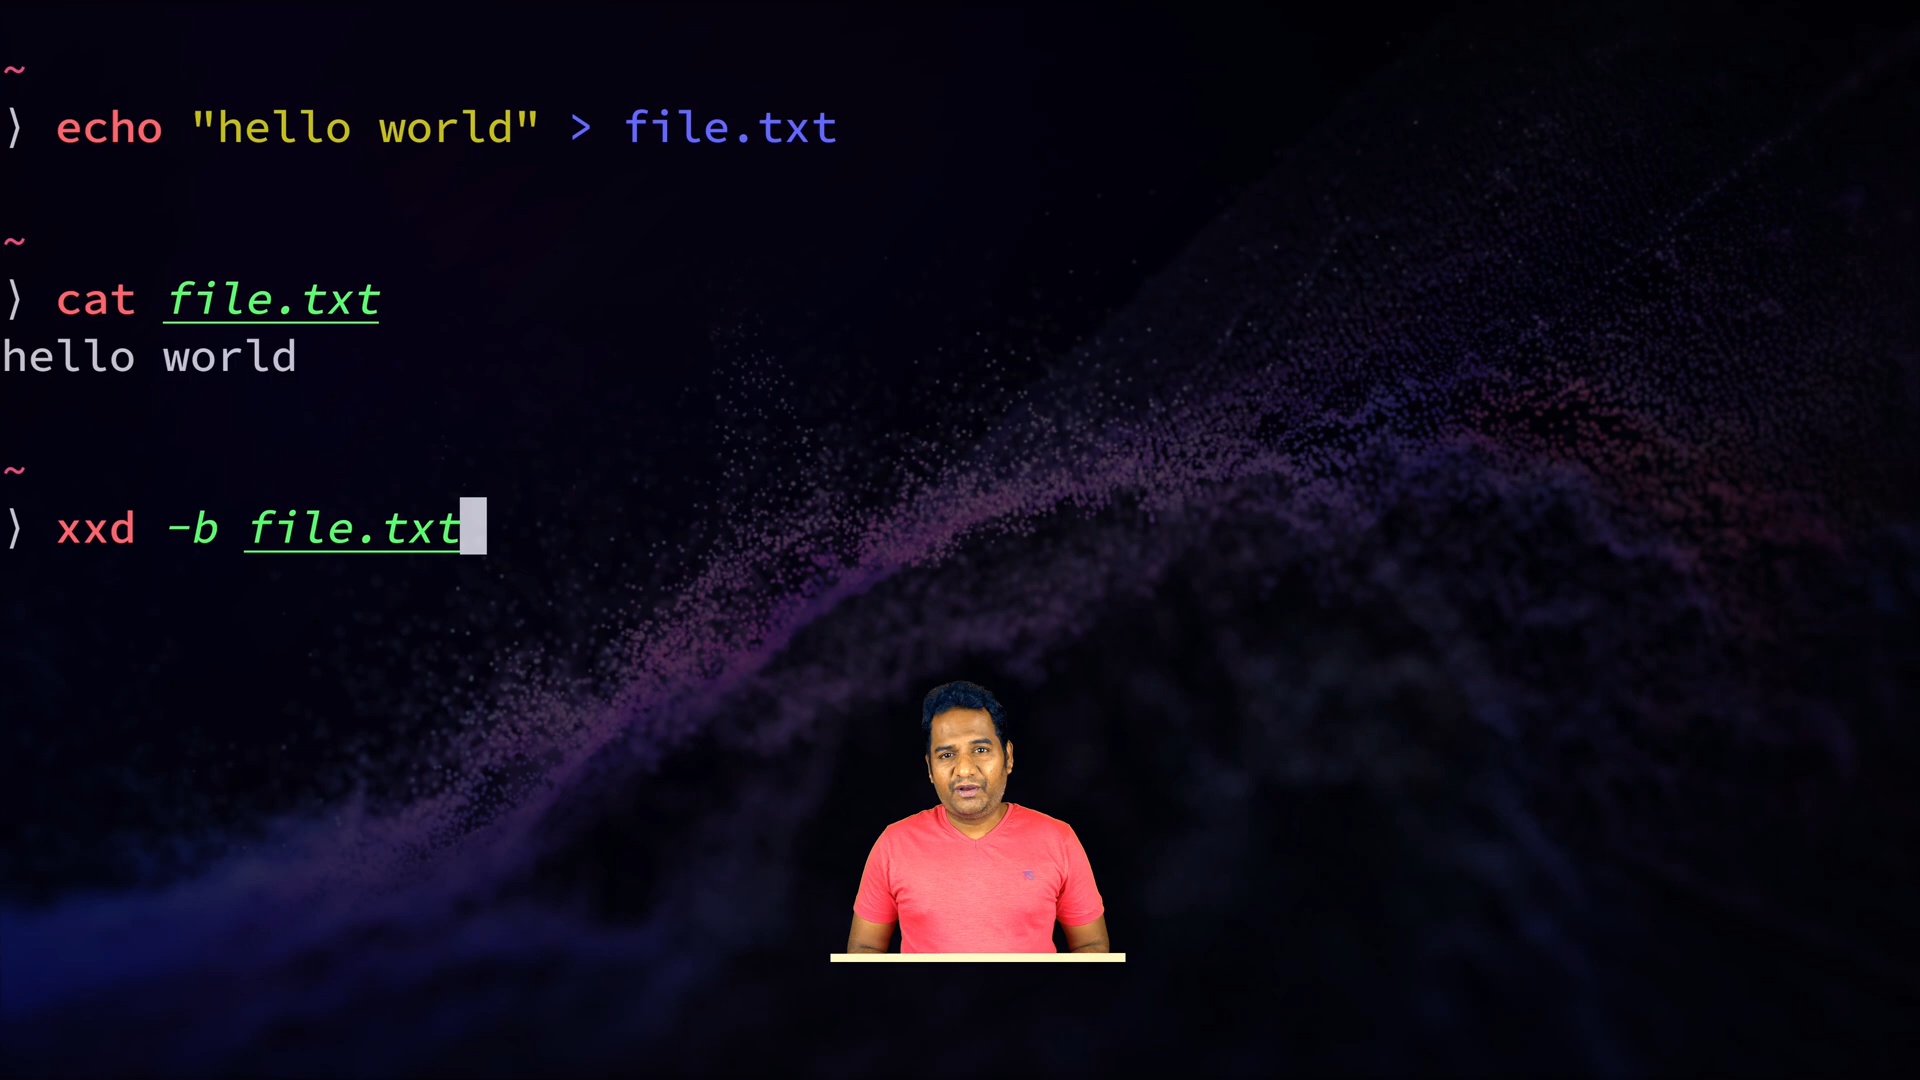 ~
⟩ echo "hello world" > file.txt
~
⟩ cat file.txt
hello world
~
⟩ xxd -b file.txt